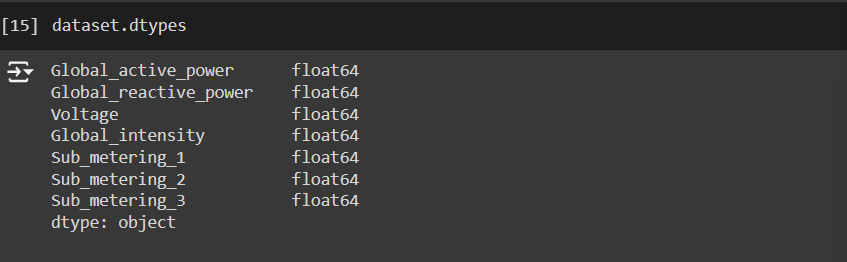 [15] dataset.dtypes
Global_active_power float64
Global_reactive_power float64
Voltage float64
Global_intensity float64
Sub_metering_1 float64
Sub_metering_2 float64
Sub_metering_3 float64
dtype: object